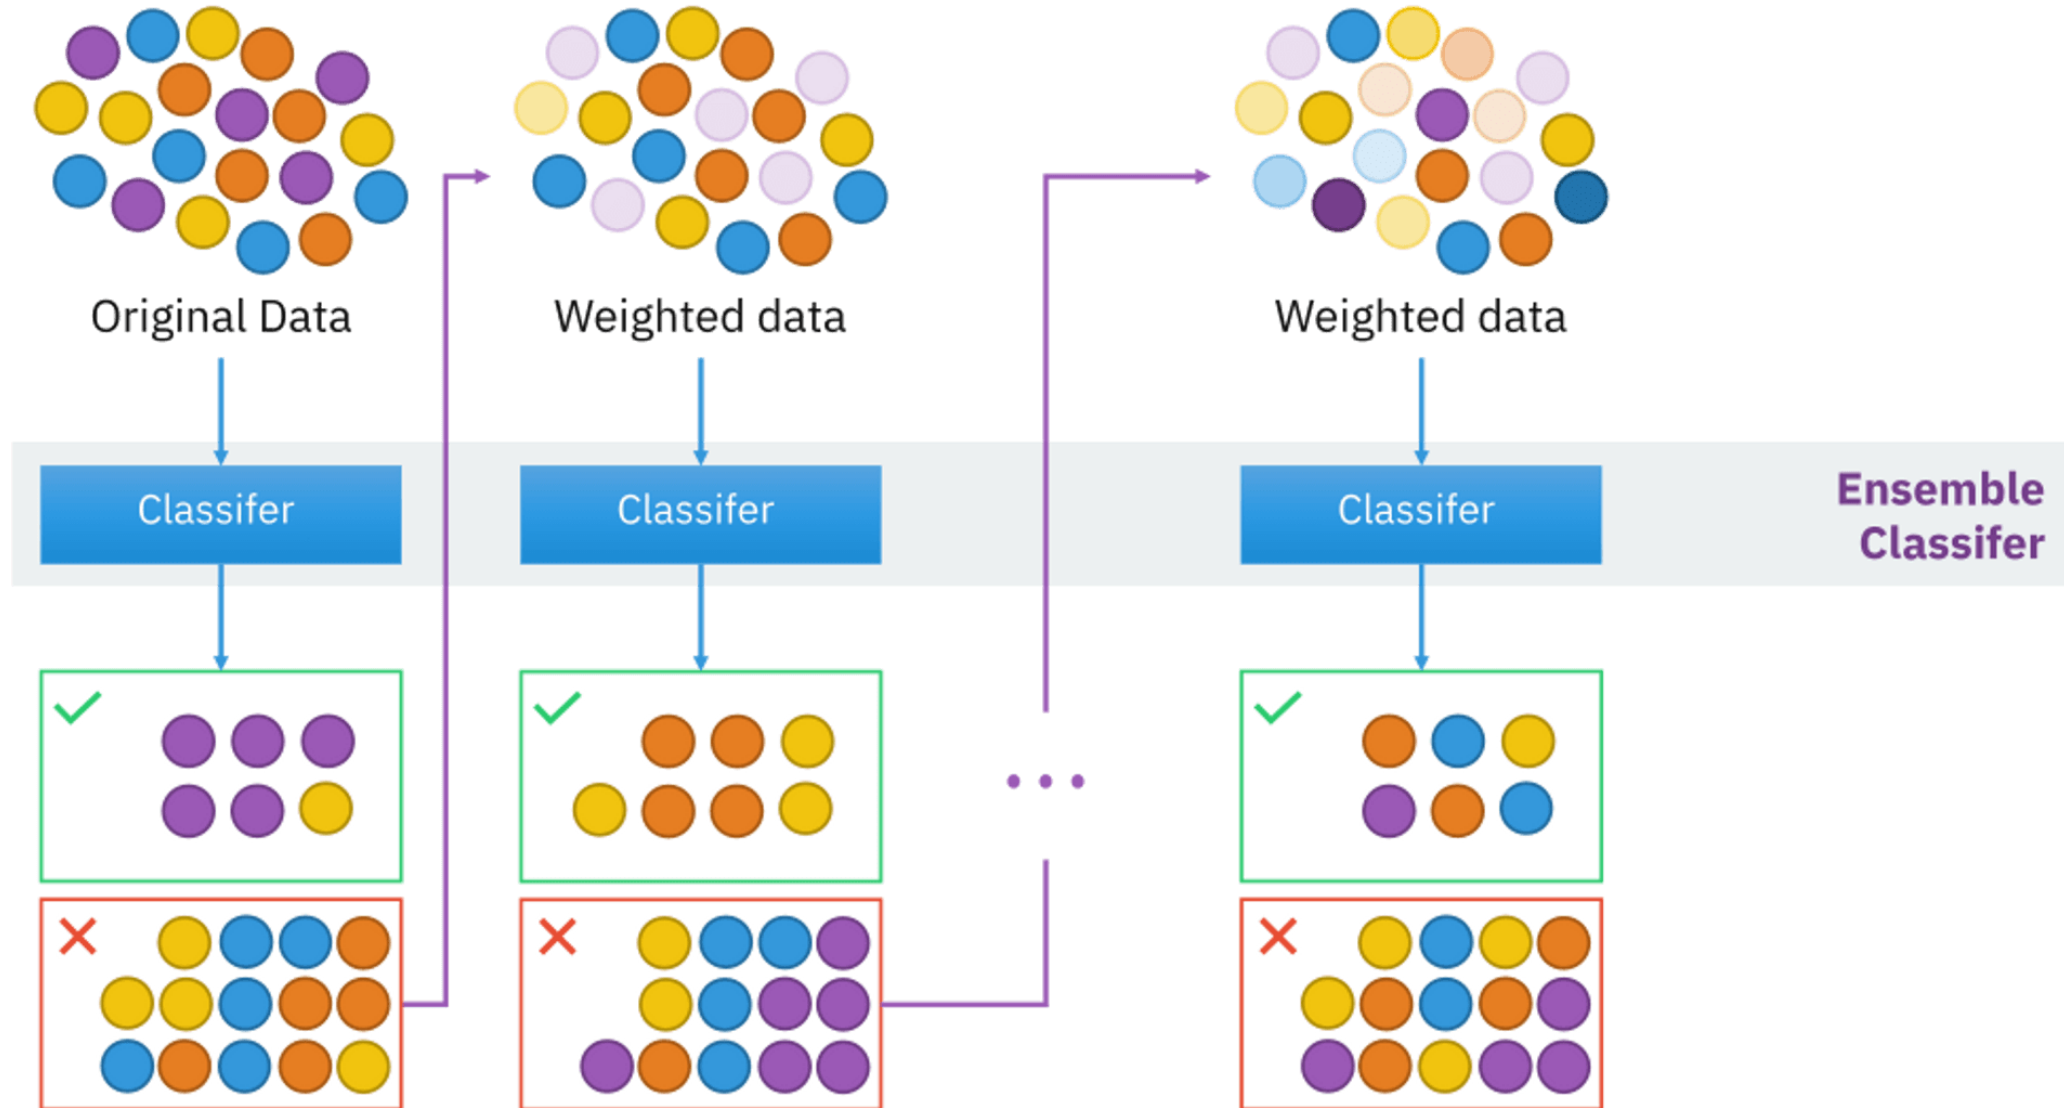 Original Data
Weighted data
Weighted data
Classifer
Classifer
Classifer
Ensemble
Classifer